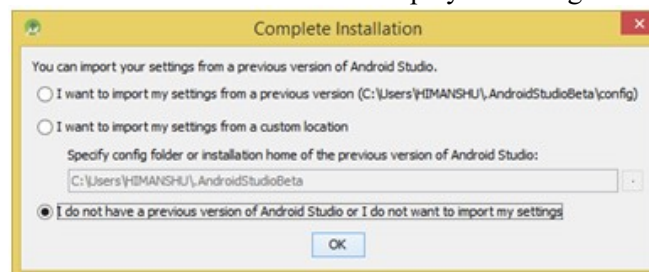 Complete Installation
You can import your settings from a previous version of Android Studio.
I want to import my settings from a previous version (C:\Users\HIMANSHU\.AndroidStudioBeta\config)
I want to import my settings from a custom location
Specify config folder or installation home of the previous version of Android Studio:
C:\Users\HIMANSHU\.AndroidStudioBeta
I do not have a previous version of Android Studio or I do not want to import my settings
OK